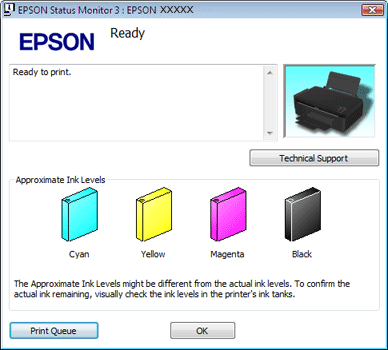 EPSON Status Monitor 3 : EPSON XXXXX
EPSON
Ready
Ready to print.
Technical Support
Approximate Ink Levels
Cyan
Yellow
Magenta
Black
The Approximate Ink Levels might be different from the actual ink levels. To confirm the
actual ink remaining, visually check the ink levels in the printer's ink tanks.
Print Queue
OK